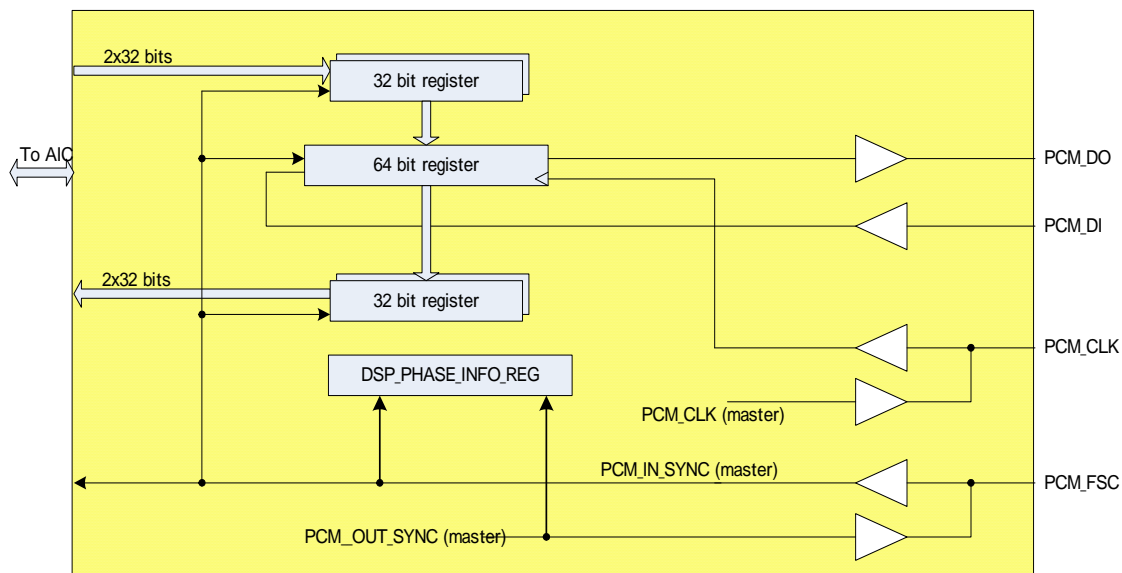 2x32 bits
32 bit register
To AIC
64 bit register
PCM_DO
PCM_DI
2x32 bits
32 bit register
PCM_CLK
DSP_PHASE_INFO_REG
PCM_CLK (master)
PCM_IN_SYNC (master)
PCM_FSC
PCM_OUT_SYNC (master)